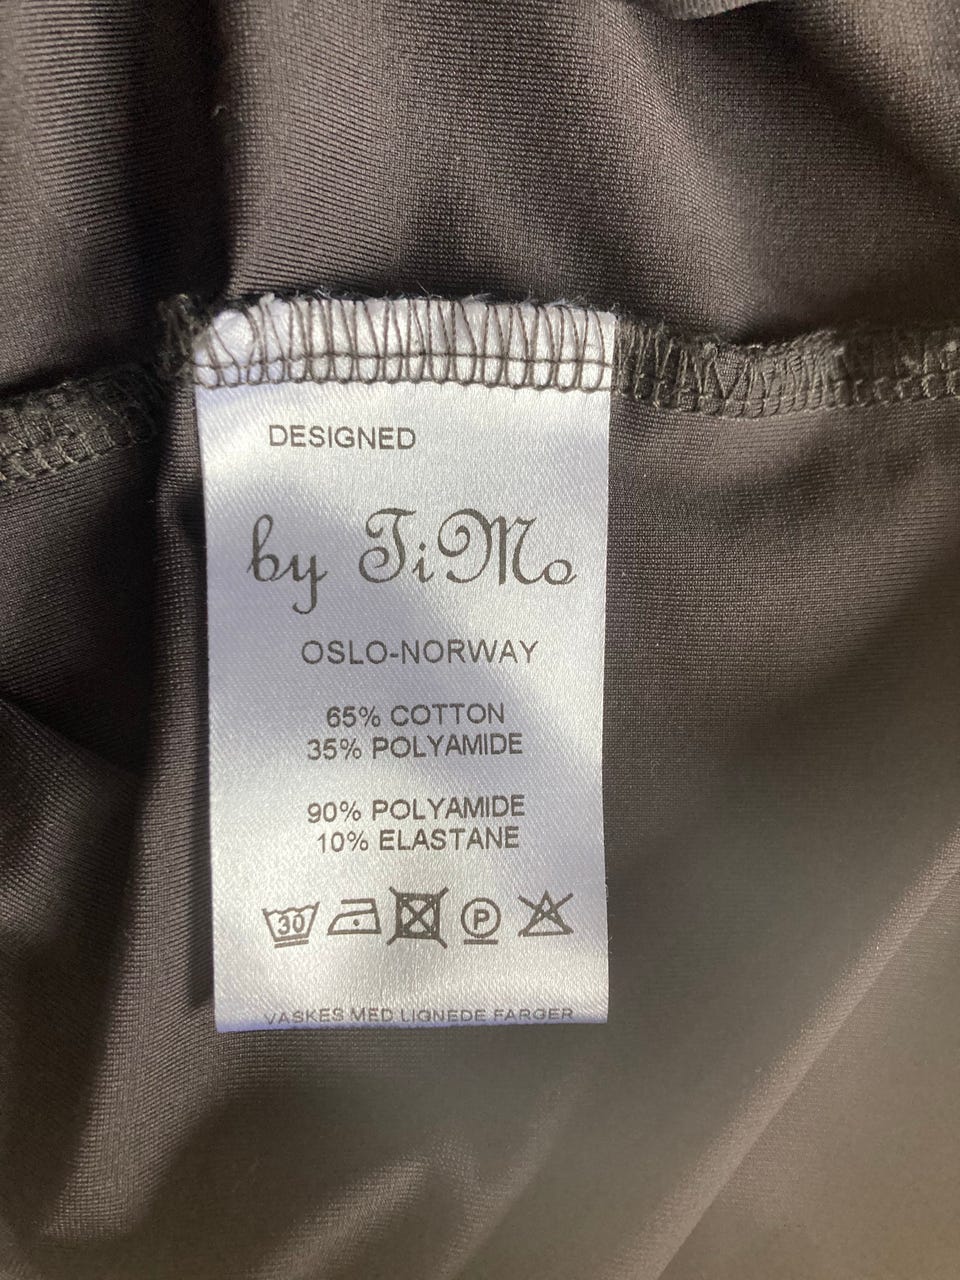 DESIGNED
by TiMo
OSLO-NORWAY
65% COTTON
35% POLYAMIDE
90% POLYAMIDE
10% ELASTANE
30 P
VASKES MED LIGNEDE FARGER